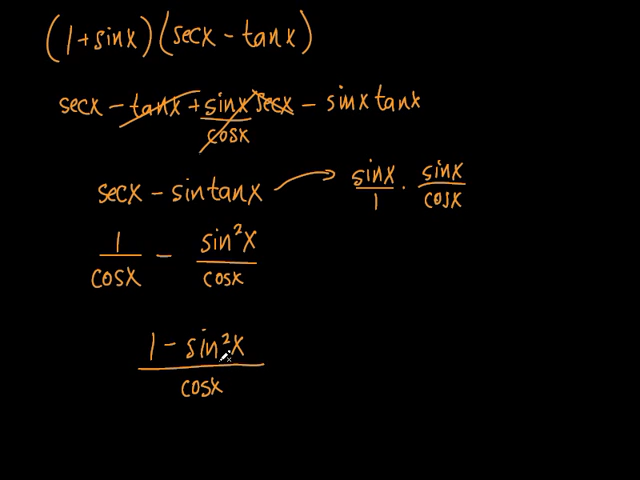 (1+sinx)(secx - tanx)
secx - tanx + sinx/cosx secx - sinx tanx
secx - sintanx → sinx/1 · sinx/cosx
1/cosx - sin²x/cosx
1 - sin²x/cosx